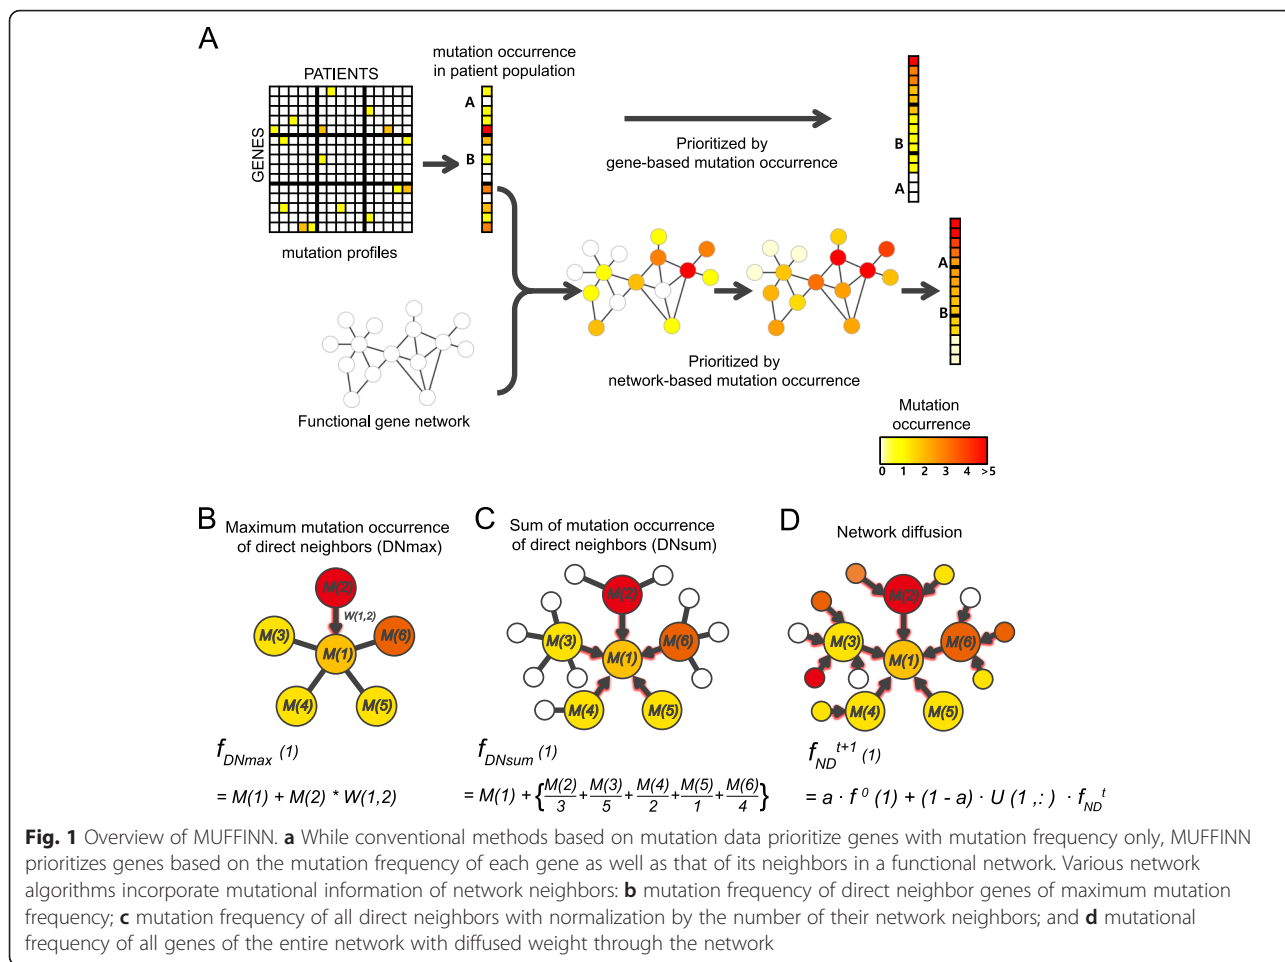 A
PATIENTS
GENES
mutation profiles
mutation occurrence
in patient population
A
B
Prioritized by
gene-based mutation occurrence
B
A
Functional gene network
Prioritized by
network-based mutation occurrence
A
B
Mutation
occurrence
0 1 2 3 4 >5
B
Maximum mutation occurrence
of direct neighbors (DNmax)
M(2)
W(1,2)
M(3)
M(6)
M(1)
M(4)
M(5)
f DNmax (1)
= M(1) + M(2) * W(1,2)
C
Sum of mutation occurrence
of direct neighbors (DNsum)
M(2)
M(3)
M(6)
M(1)
M(4)
M(5)
f DNsum (1)
= M(1) + { M(2)/3 + M(3)/5 + M(4)/2 + M(5)/1 + M(6)/4 }
D
Network diffusion
M(2)
M(3)
M(6)
M(1)
M(4)
M(5)
f ND t+1 (1)
= a · f 0 (1) + (1 - a) · U (1 ,: ) · f ND t
Fig. 1 Overview of MUFFINN. a While conventional methods based on mutation data prioritize genes with mutation frequency only, MUFFINN
prioritizes genes based on the mutation frequency of each gene as well as that of its neighbors in a functional network. Various network
algorithms incorporate mutational information of network neighbors: b mutation frequency of direct neighbor genes of maximum mutation
frequency; c mutation frequency of all direct neighbors with normalization by the number of their network neighbors; and d mutational
frequency of all genes of the entire network with diffused weight through the network